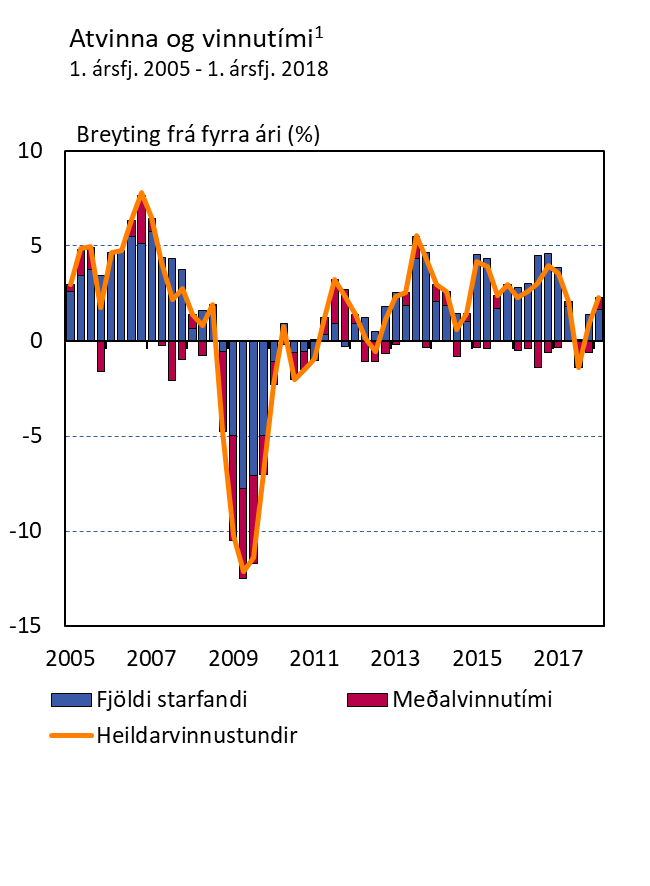 Atvinna og vinnutími¹
1. ársfj. 2005 - 1. ársfj. 2018
Breyting frá fyrra ári (%)
10
5
0
-5
-10
-15
2005 2007 2009 2011 2013 2015 2017
Fjöldi starfandi Meðalvinnutími
Heildarvinnustundir